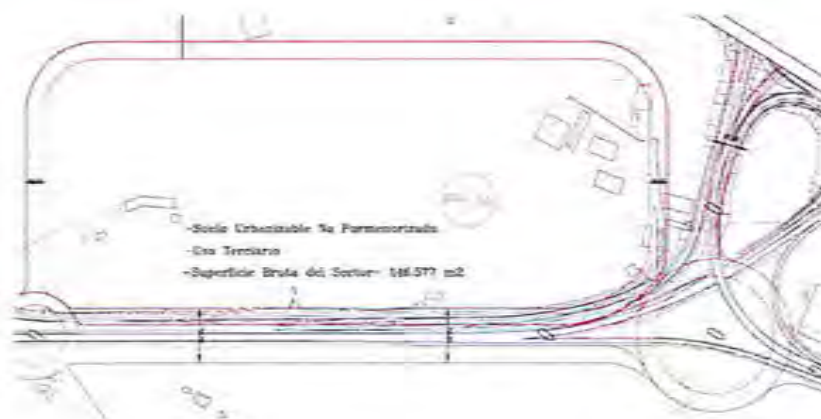 -Suelo Urbanizable No Pormenorizado
-Uso Terciario
-Superficie Bruta del Sector- 146.577 m2